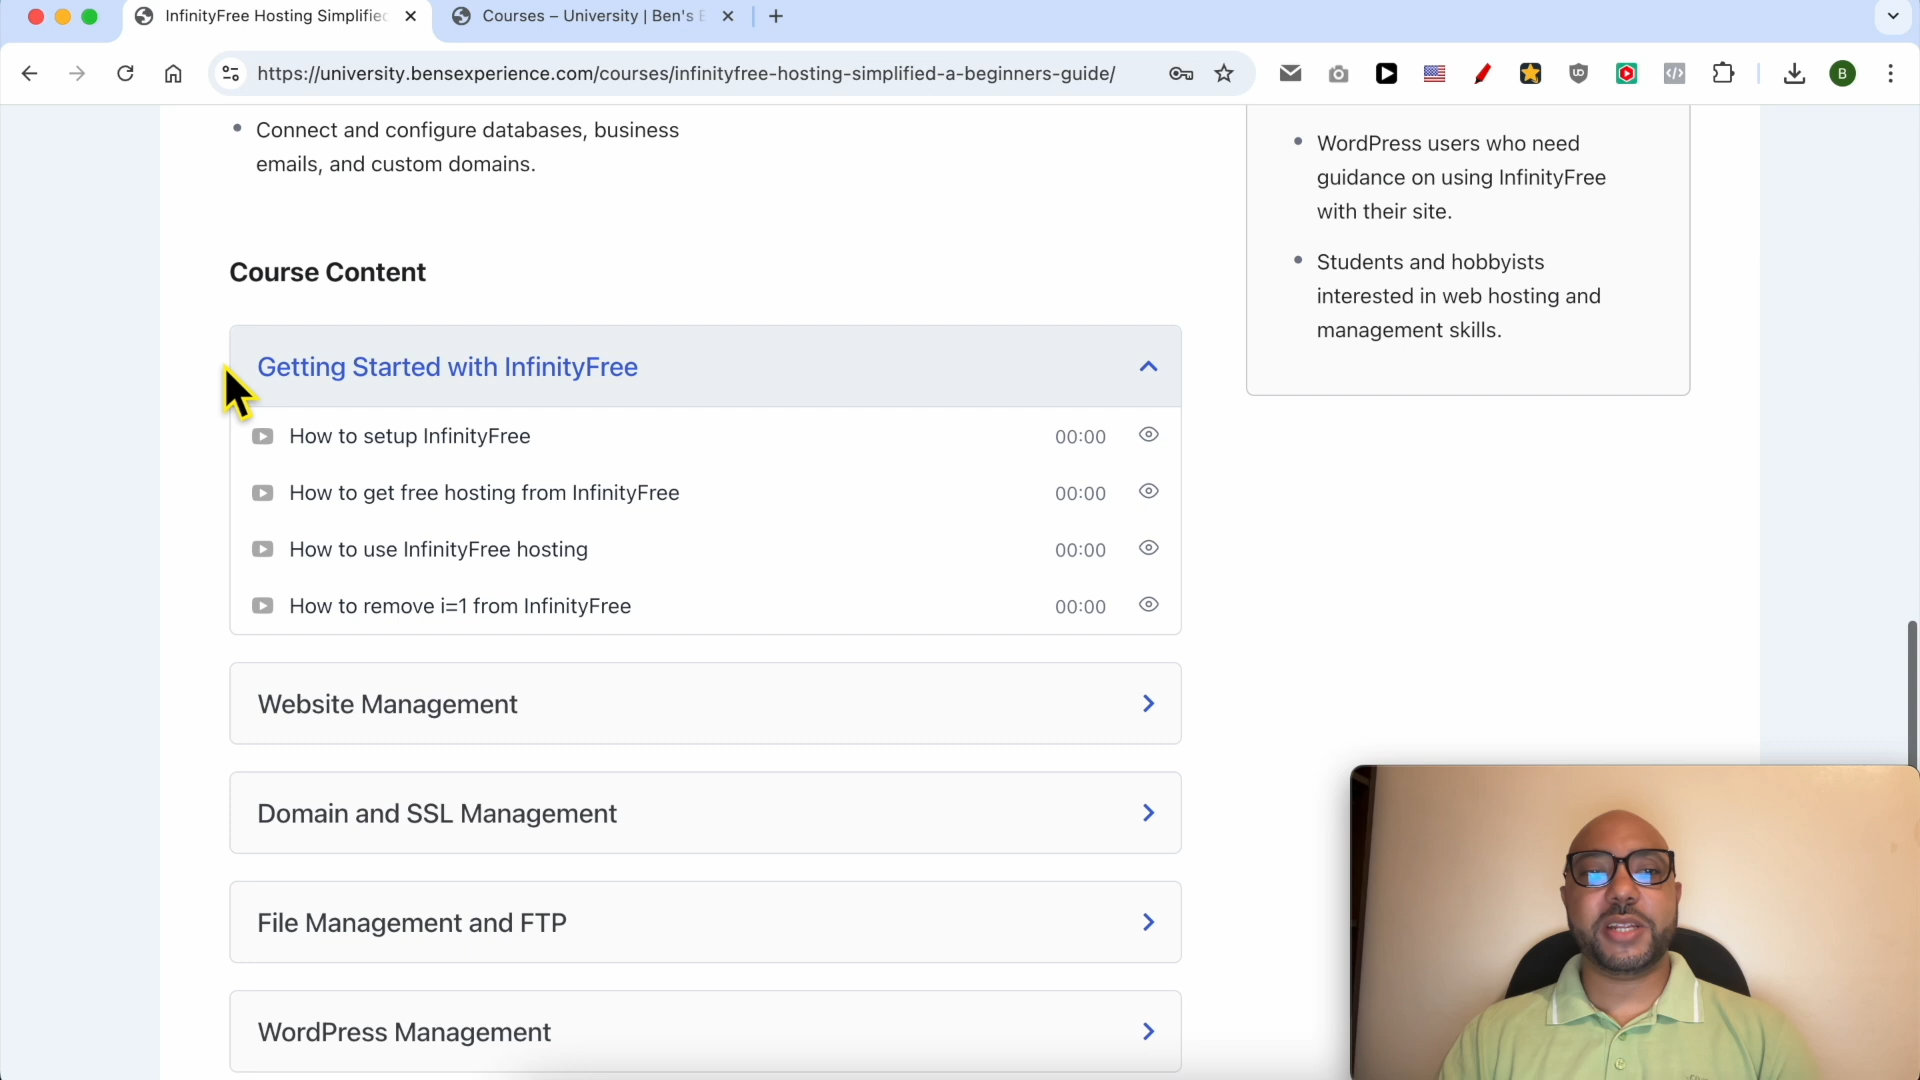 InfinityFree Hosting Simplified
Courses – University | Ben's E
https://university.bensexperience.com/courses/infinityfree-hosting-simplified-a-beginners-guide/
B
Connect and configure databases, business
emails, and custom domains.
WordPress users who need
guidance on using InfinityFree
with their site.
Students and hobbyists
interested in web hosting and
management skills.
Course Content
Getting Started with InfinityFree
How to setup InfinityFree 00:00
How to get free hosting from InfinityFree 00:00
How to use InfinityFree hosting 00:00
How to remove i=1 from InfinityFree 00:00
Website Management
Domain and SSL Management
File Management and FTP
WordPress Management